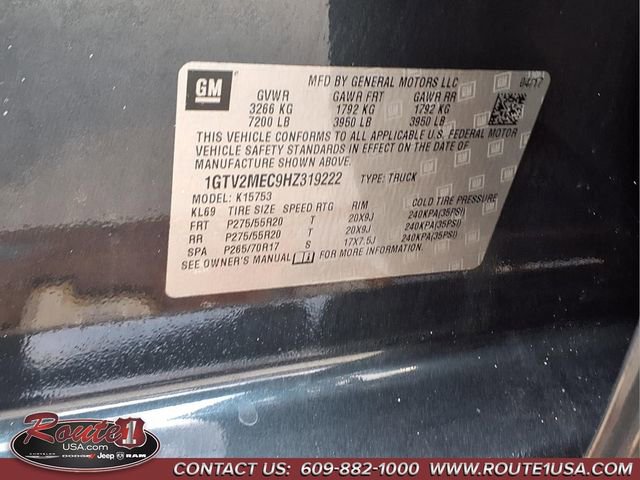 GM
MFD BY GENERAL MOTORS LLC
04/17
GVWR GAWR FRT GAWR RR
3266 KG 1792 KG 1792 KG
7200 LB 3950 LB 3950 LB
THIS VEHICLE CONFORMS TO ALL APPLICABLE U.S. FEDERAL MOTOR
VEHICLE SAFETY STANDARDS IN EFFECT ON THE DATE OF
MANUFACTURE SHOWN ABOVE.
1GTV2MEC9HZ319222 TYPE: TRUCK
MODEL: K15753
KL69 TIRE SIZE SPEED RTG RIM COLD TIRE PRESSURE
FRT P275/55R20 T 20X9J 240KPA(35PSI)
RR P275/55R20 T 20X9J 240KPA(35PSI)
SPA P265/70R17 S 17X7.5J 240KPA(35PSI)
SEE OWNER'S MANUAL FOR MORE INFORMATION.
Route 1
USA.com
CHRYSLER DODGE Jeep RAM
CONTACT US: 609-882-1000 WWW.ROUTE1USA.COM